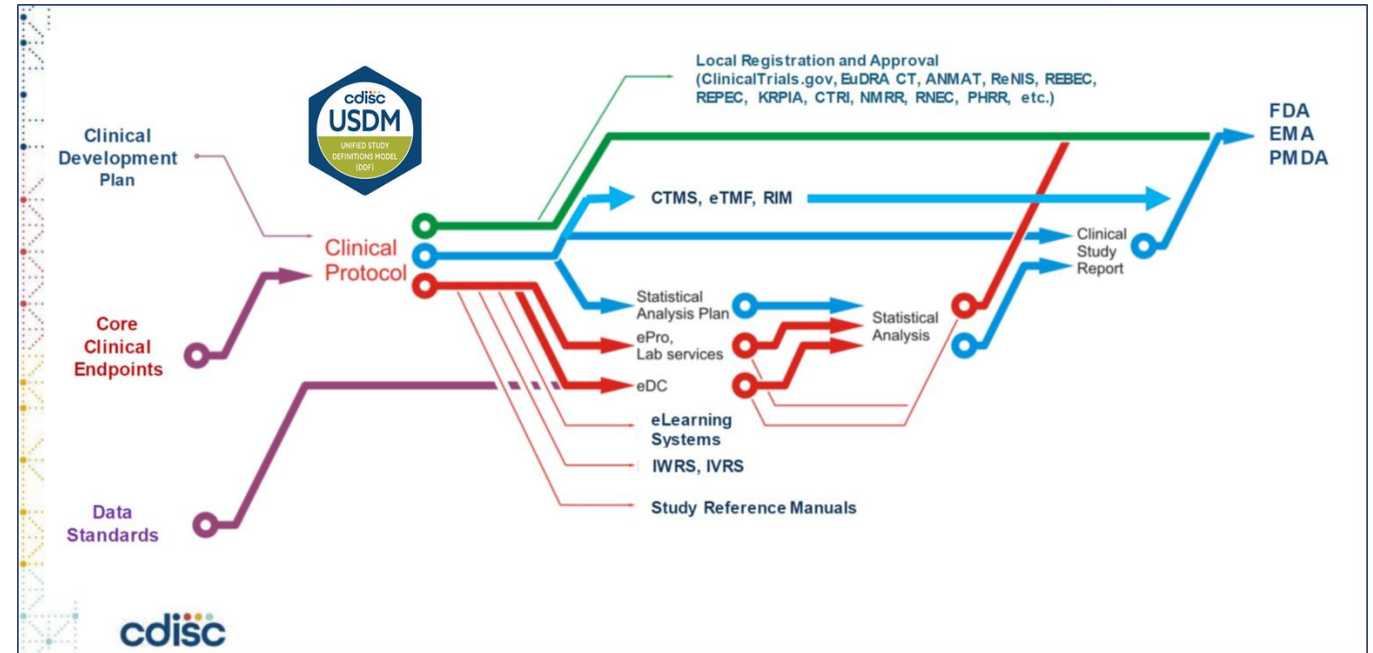 Local Registration and Approval
(ClinicalTrials.gov, EuDRA CT, ANMAT, ReNIS, REBEC,
REPEC, KRPIA, CTRI, NMRR, RNEC, PHRR, etc.)
FDA
EMA
PMDA
cdisc
USDM
UNIFIED STUDY
DEFINITIONS MODEL
(DDF)
Clinical
Development
Plan
CTMS, eTMF, RIM
Clinical
Protocol
Clinical
Study
Report
Statistical
Analysis Plan
Statistical
Analysis
ePro,
Lab services
eDC
Core
Clinical
Endpoints
eLearning
Systems
IWRS, IVRS
Study Reference Manuals
Data
Standards
cdisc